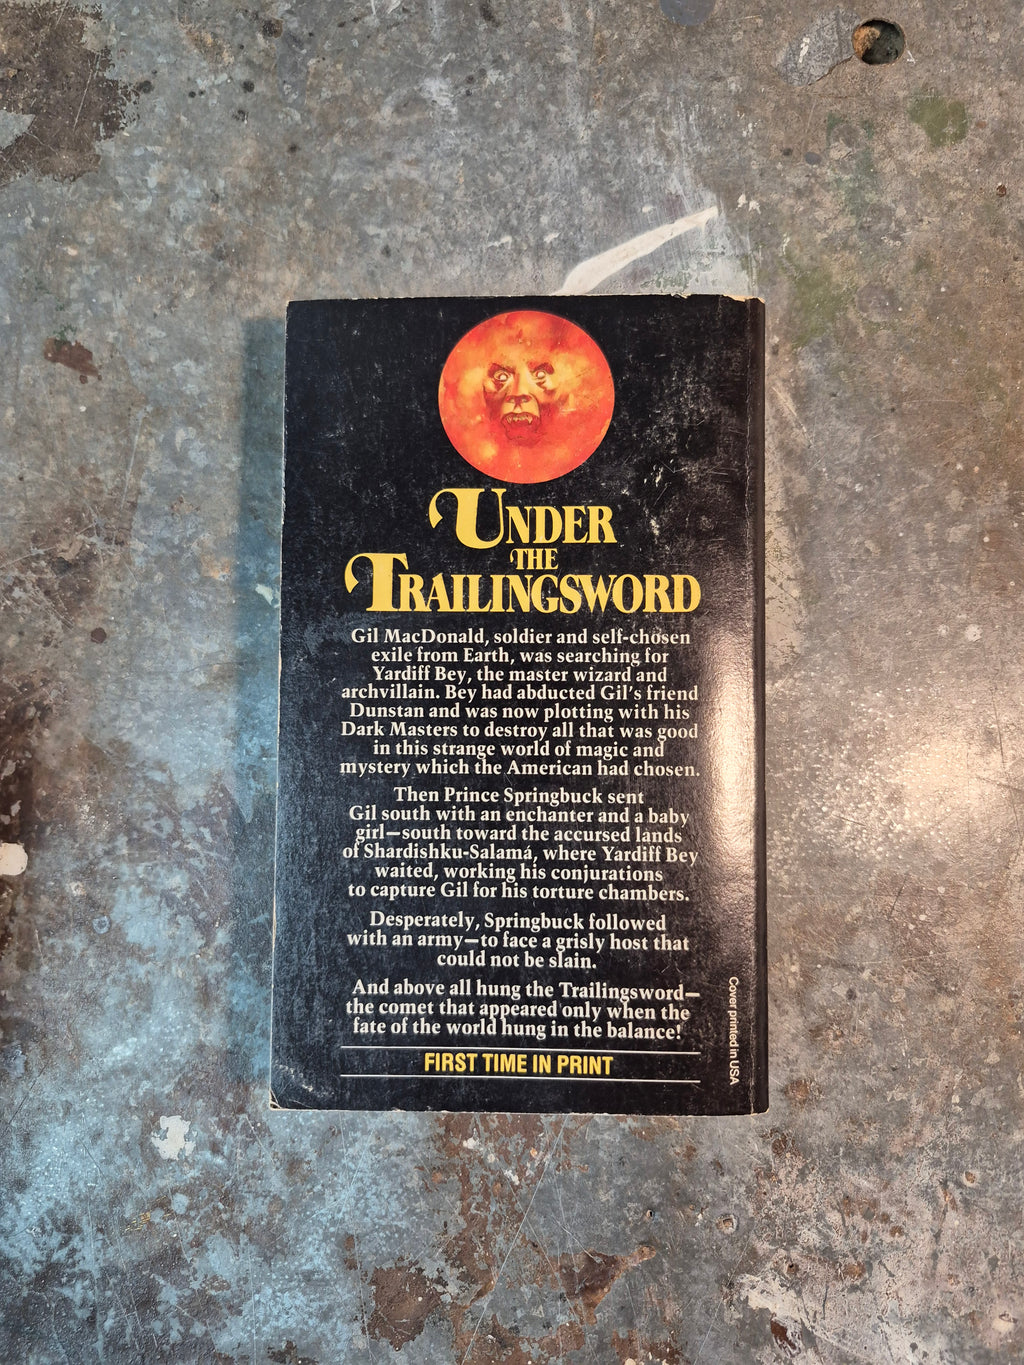 UNDER
THE
TRAILINGSWORD
Gil MacDonald, soldier and self-chosen
exile from Earth, was searching for
Yardiff Bey, the master wizard and
archvillain. Bey had abducted Gil's friend
Dunstan and was now plotting with his
Dark Masters to destroy all that was good
in this strange world of magic and
mystery which the American had chosen.
Then Prince Springbuck sent
Gil south with an enchanter and a baby
girl—south toward the accursed lands
of Shardishku-Salamá, where Yardiff Bey
waited, working his conjurations
to capture Gil for his torture chambers.
Desperately, Springbuck followed
with an army—to face a grisly host that
could not be slain.
And above all hung the Trailingsword—
the comet that appeared only when the
fate of the world hung in the balance!
FIRST TIME IN PRINT
Cover printed in USA